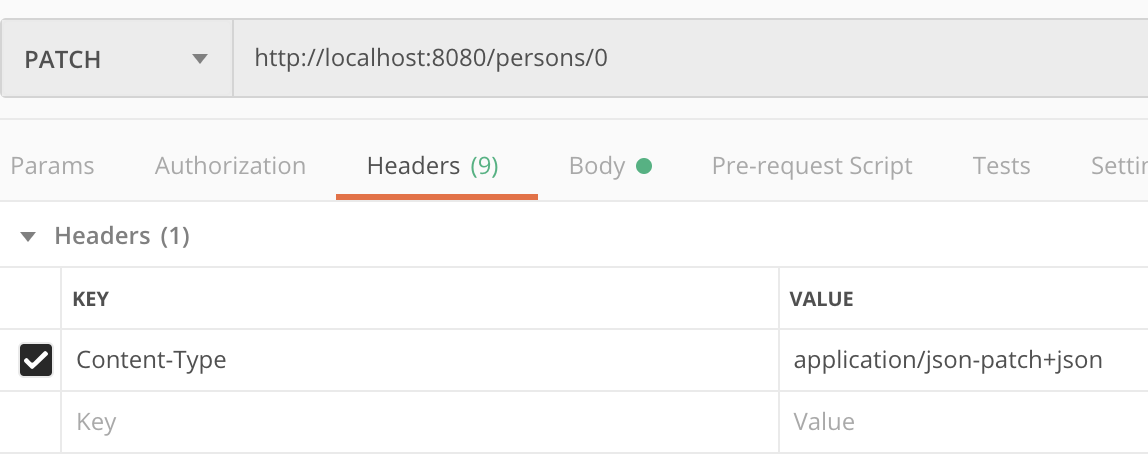 PATCH http://localhost:8080/persons/0
Params Authorization Headers (9) Body Pre-request Script Tests Settin
Headers (1)
KEY VALUE
Content-Type application/json-patch+json
Key Value